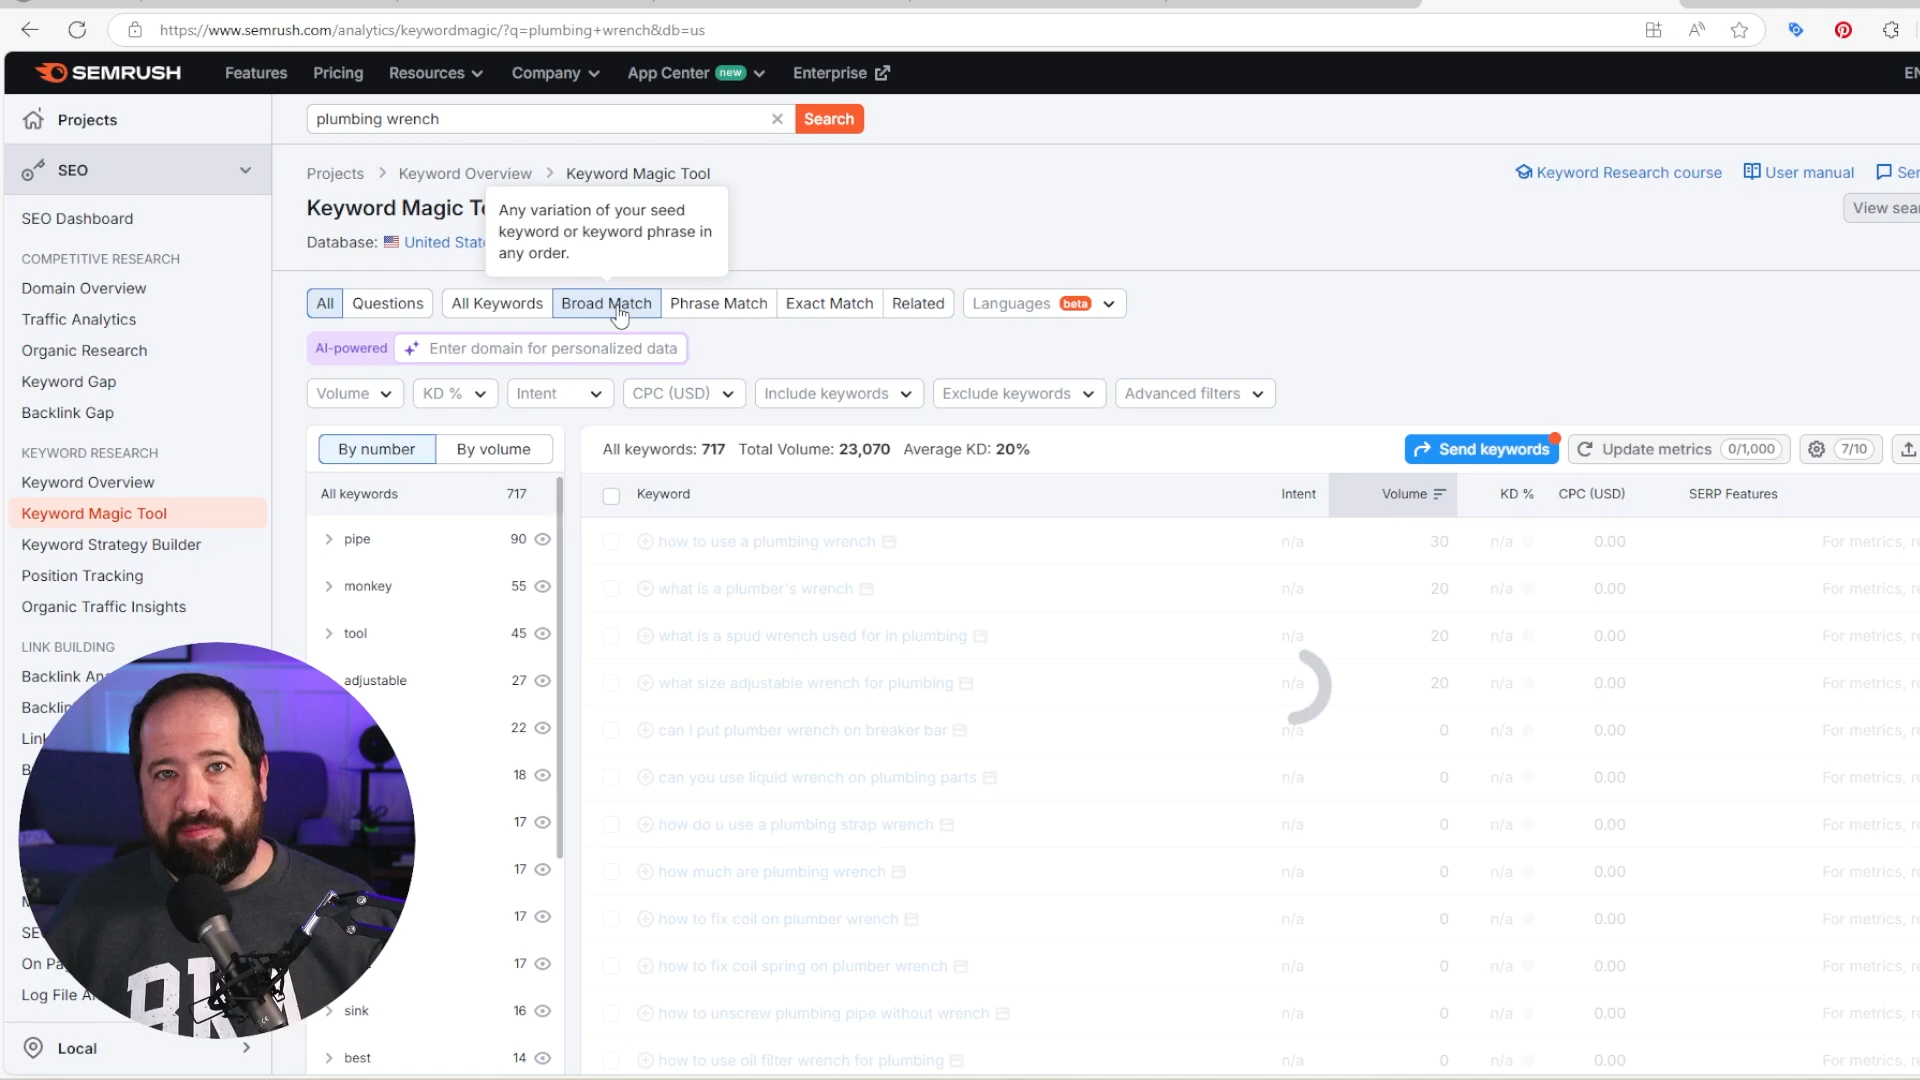 https://www.semrush.com/analytics/keywordmagic/?q=plumbing+wrench&db=us
SEMRUSH
Features
Pricing
Resources
Company
App Center new
Enterprise
EN
Projects
plumbing wrench
Search
SEO
Projects > Keyword Overview > Keyword Magic Tool
Keyword Research course
User manual
Keyword Magic
Any variation of your seed
keyword or keyword phrase in
any order.
View
Database: United
SEO Dashboard
COMPETITIVE RESEARCH
Domain Overview
Traffic Analytics
Organic Research
Keyword Gap
Backlink Gap
KEYWORD RESEARCH
Keyword Overview
Keyword Magic Tool
Keyword Strategy Builder
Position Tracking
Organic Traffic Insights
LINK BUILDING
Backlink
On
Log File
Local
All
Questions
All Keywords
Broad Match
Phrase Match
Exact Match
Related
Languages beta
AI-powered
Enter domain for personalized data
Volume
KD %
Intent
CPC (USD)
Include keywords
Exclude keywords
Advanced filters
By number
By volume
All keywords: 717 Total Volume: 23,070 Average KD: 20%
Send keywords
Update metrics 0/1,000
7/10
All keywords 717
pipe 90
monkey 55
tool 45
adjustable 27
22
18
17
17
17
17
sink 16
best 14
Keyword Intent Volume KD % CPC (USD) SERP Features
how to use a plumbing wrench n/a 30 n/a 0.00 For metrics,
what is a plumber's wrench n/a 20 n/a 0.00 For metrics,
what is a spud wrench used for in plumbing n/a 20 n/a 0.00 For metrics,
what size adjustable wrench for plumbing n/a 20 n/a 0.00 For metrics,
can i put plumber wrench on breaker bar n/a 0 n/a 0.00 For metrics,
can you use liquid wrench on plumbing parts n/a 0 n/a 0.00 For metrics,
how do u use a plumbing strap wrench n/a 0 n/a 0.00 For metrics,
how much are plumbing wrench n/a 0 n/a 0.00 For metrics,
how to fix coil on plumber wrench n/a 0 n/a 0.00 For metrics,
how to fix coil spring on plumber wrench n/a 0 n/a 0.00 For metrics,
how to unscrew plumbing pipe without wrench n/a 0 n/a 0.00 For metrics,
how to use oil filter wrench for plumbing n/a 0 n/a 0.00 For metrics,